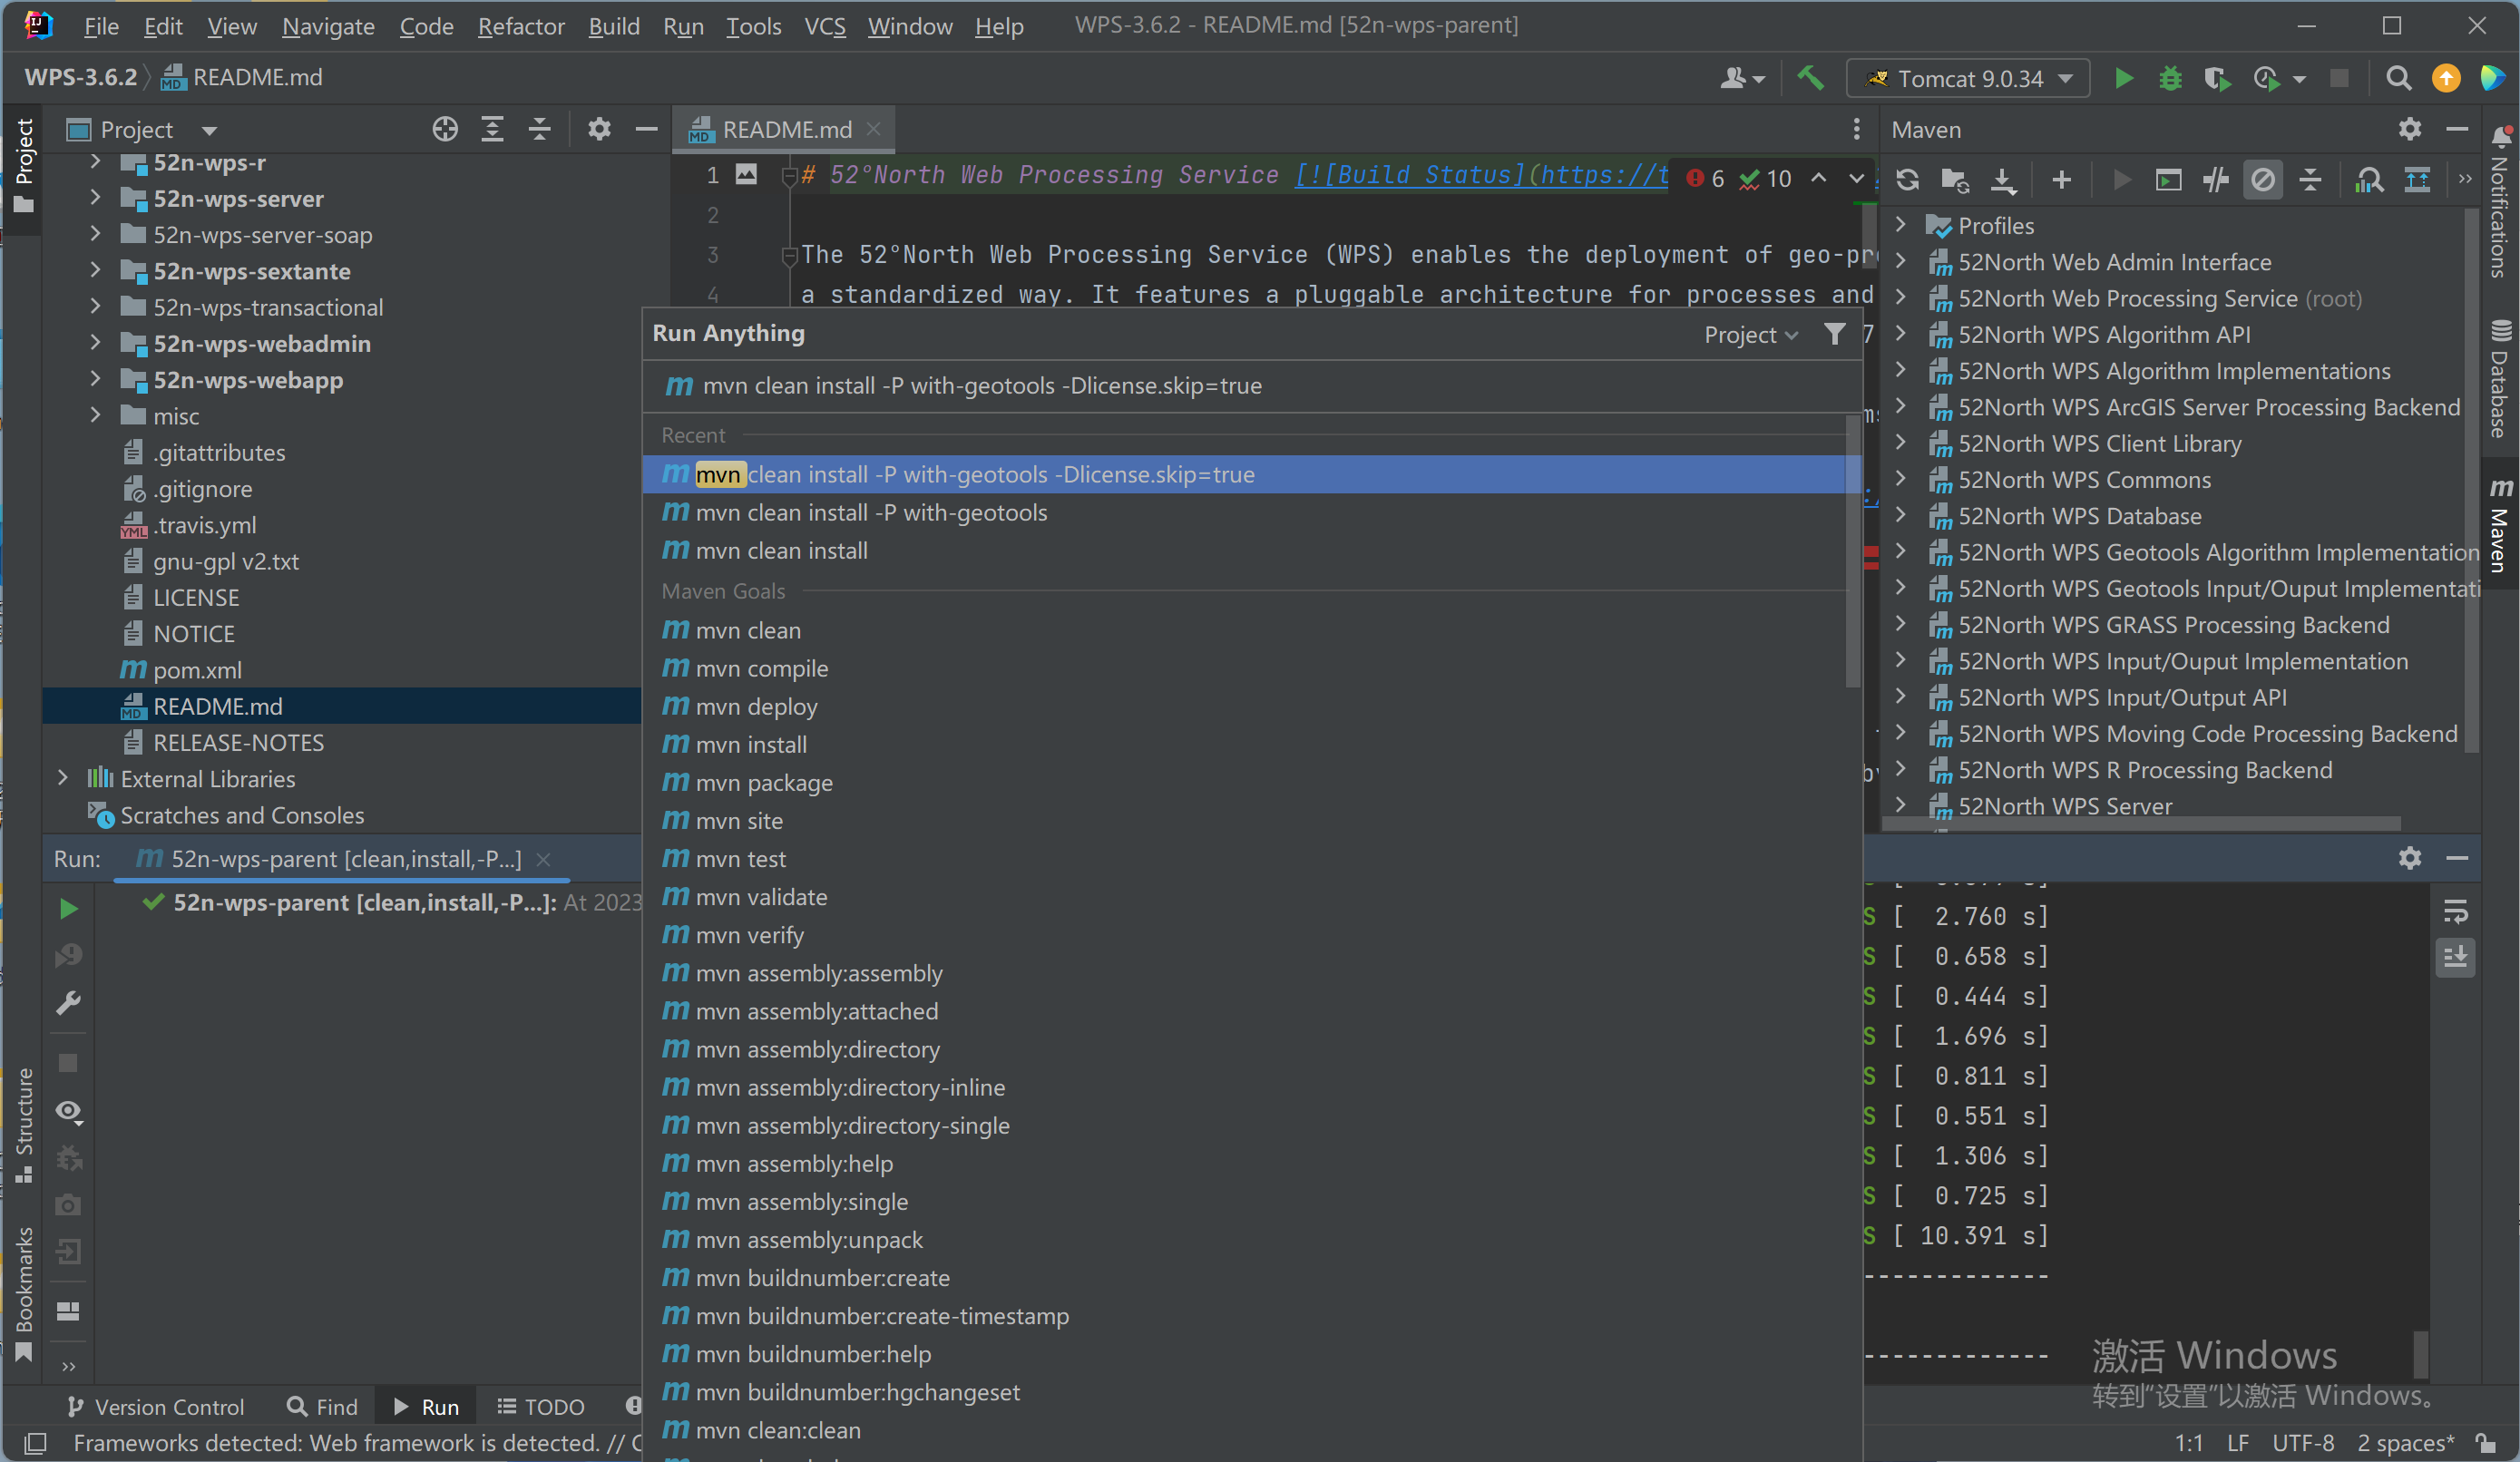 File Edit View Navigate Code Refactor Build Run Tools VCS Window Help WPS-3.6.2 - README.md [52n-wps-parent]
WPS-3.6.2 README.md
Tomcat 9.0.34
Project
52n-wps-r
52n-wps-server
52n-wps-server-soap
52n-wps-sextante
52n-wps-transactional
52n-wps-webadmin
52n-wps-webapp
misc
.gitattributes
.gitignore
.travis.yml
gnu-gpl v2.txt
LICENSE
NOTICE
pom.xml
README.md
RELEASE-NOTES
External Libraries
Scratches and Consoles
README.md
1 # 52°North Web Processing Service [![Build Status](https://t
6 10
2
3 The 52°North Web Processing Service (WPS) enables the deployment of geo-pr
4 a standardized way. It features a pluggable architecture for processes and
Run Anything
Project
mvn clean install -P with-geotools -Dlicense.skip=true
Recent
mvn clean install -P with-geotools -Dlicense.skip=true
mvn clean install -P with-geotools
mvn clean install
Maven Goals
mvn clean
mvn compile
mvn deploy
mvn install
mvn package
mvn site
mvn test
mvn validate
mvn verify
mvn assembly:assembly
mvn assembly:attached
mvn assembly:directory
mvn assembly:directory-inline
mvn assembly:directory-single
mvn assembly:help
mvn assembly:single
mvn assembly:unpack
mvn buildnumber:create
mvn buildnumber:create-timestamp
mvn buildnumber:help
mvn buildnumber:hgchangeset
mvn clean:clean
Maven
Profiles
52North Web Admin Interface
52North Web Processing Service (root)
52North WPS Algorithm API
52North WPS Algorithm Implementations
52North WPS ArcGIS Server Processing Backend
52North WPS Client Library
52North WPS Commons
52North WPS Database
52North WPS Geotools Algorithm Implementation
52North WPS Geotools Input/Ouput Implementati
52North WPS GRASS Processing Backend
52North WPS Input/Ouput Implementation
52North WPS Input/Output API
52North WPS Moving Code Processing Backend
52North WPS R Processing Backend
52North WPS Server
Project
Structure
Bookmarks
Notifications
Database
Maven
Run: 52n-wps-parent [clean,install,-P...]
52n-wps-parent [clean,install,-P...]: At 2023
S [ 2.760 s]
S [ 0.658 s]
S [ 0.444 s]
S [ 1.696 s]
S [ 0.811 s]
S [ 0.551 s]
S [ 1.306 s]
S [ 0.725 s]
S [ 10.391 s]
-------------
-------------
激活 Windows
转到“设置”以激活 Windows。
Version Control Find Run TODO
Frameworks detected: Web framework is detected. // C
1:1 LF UTF-8 2 spaces*